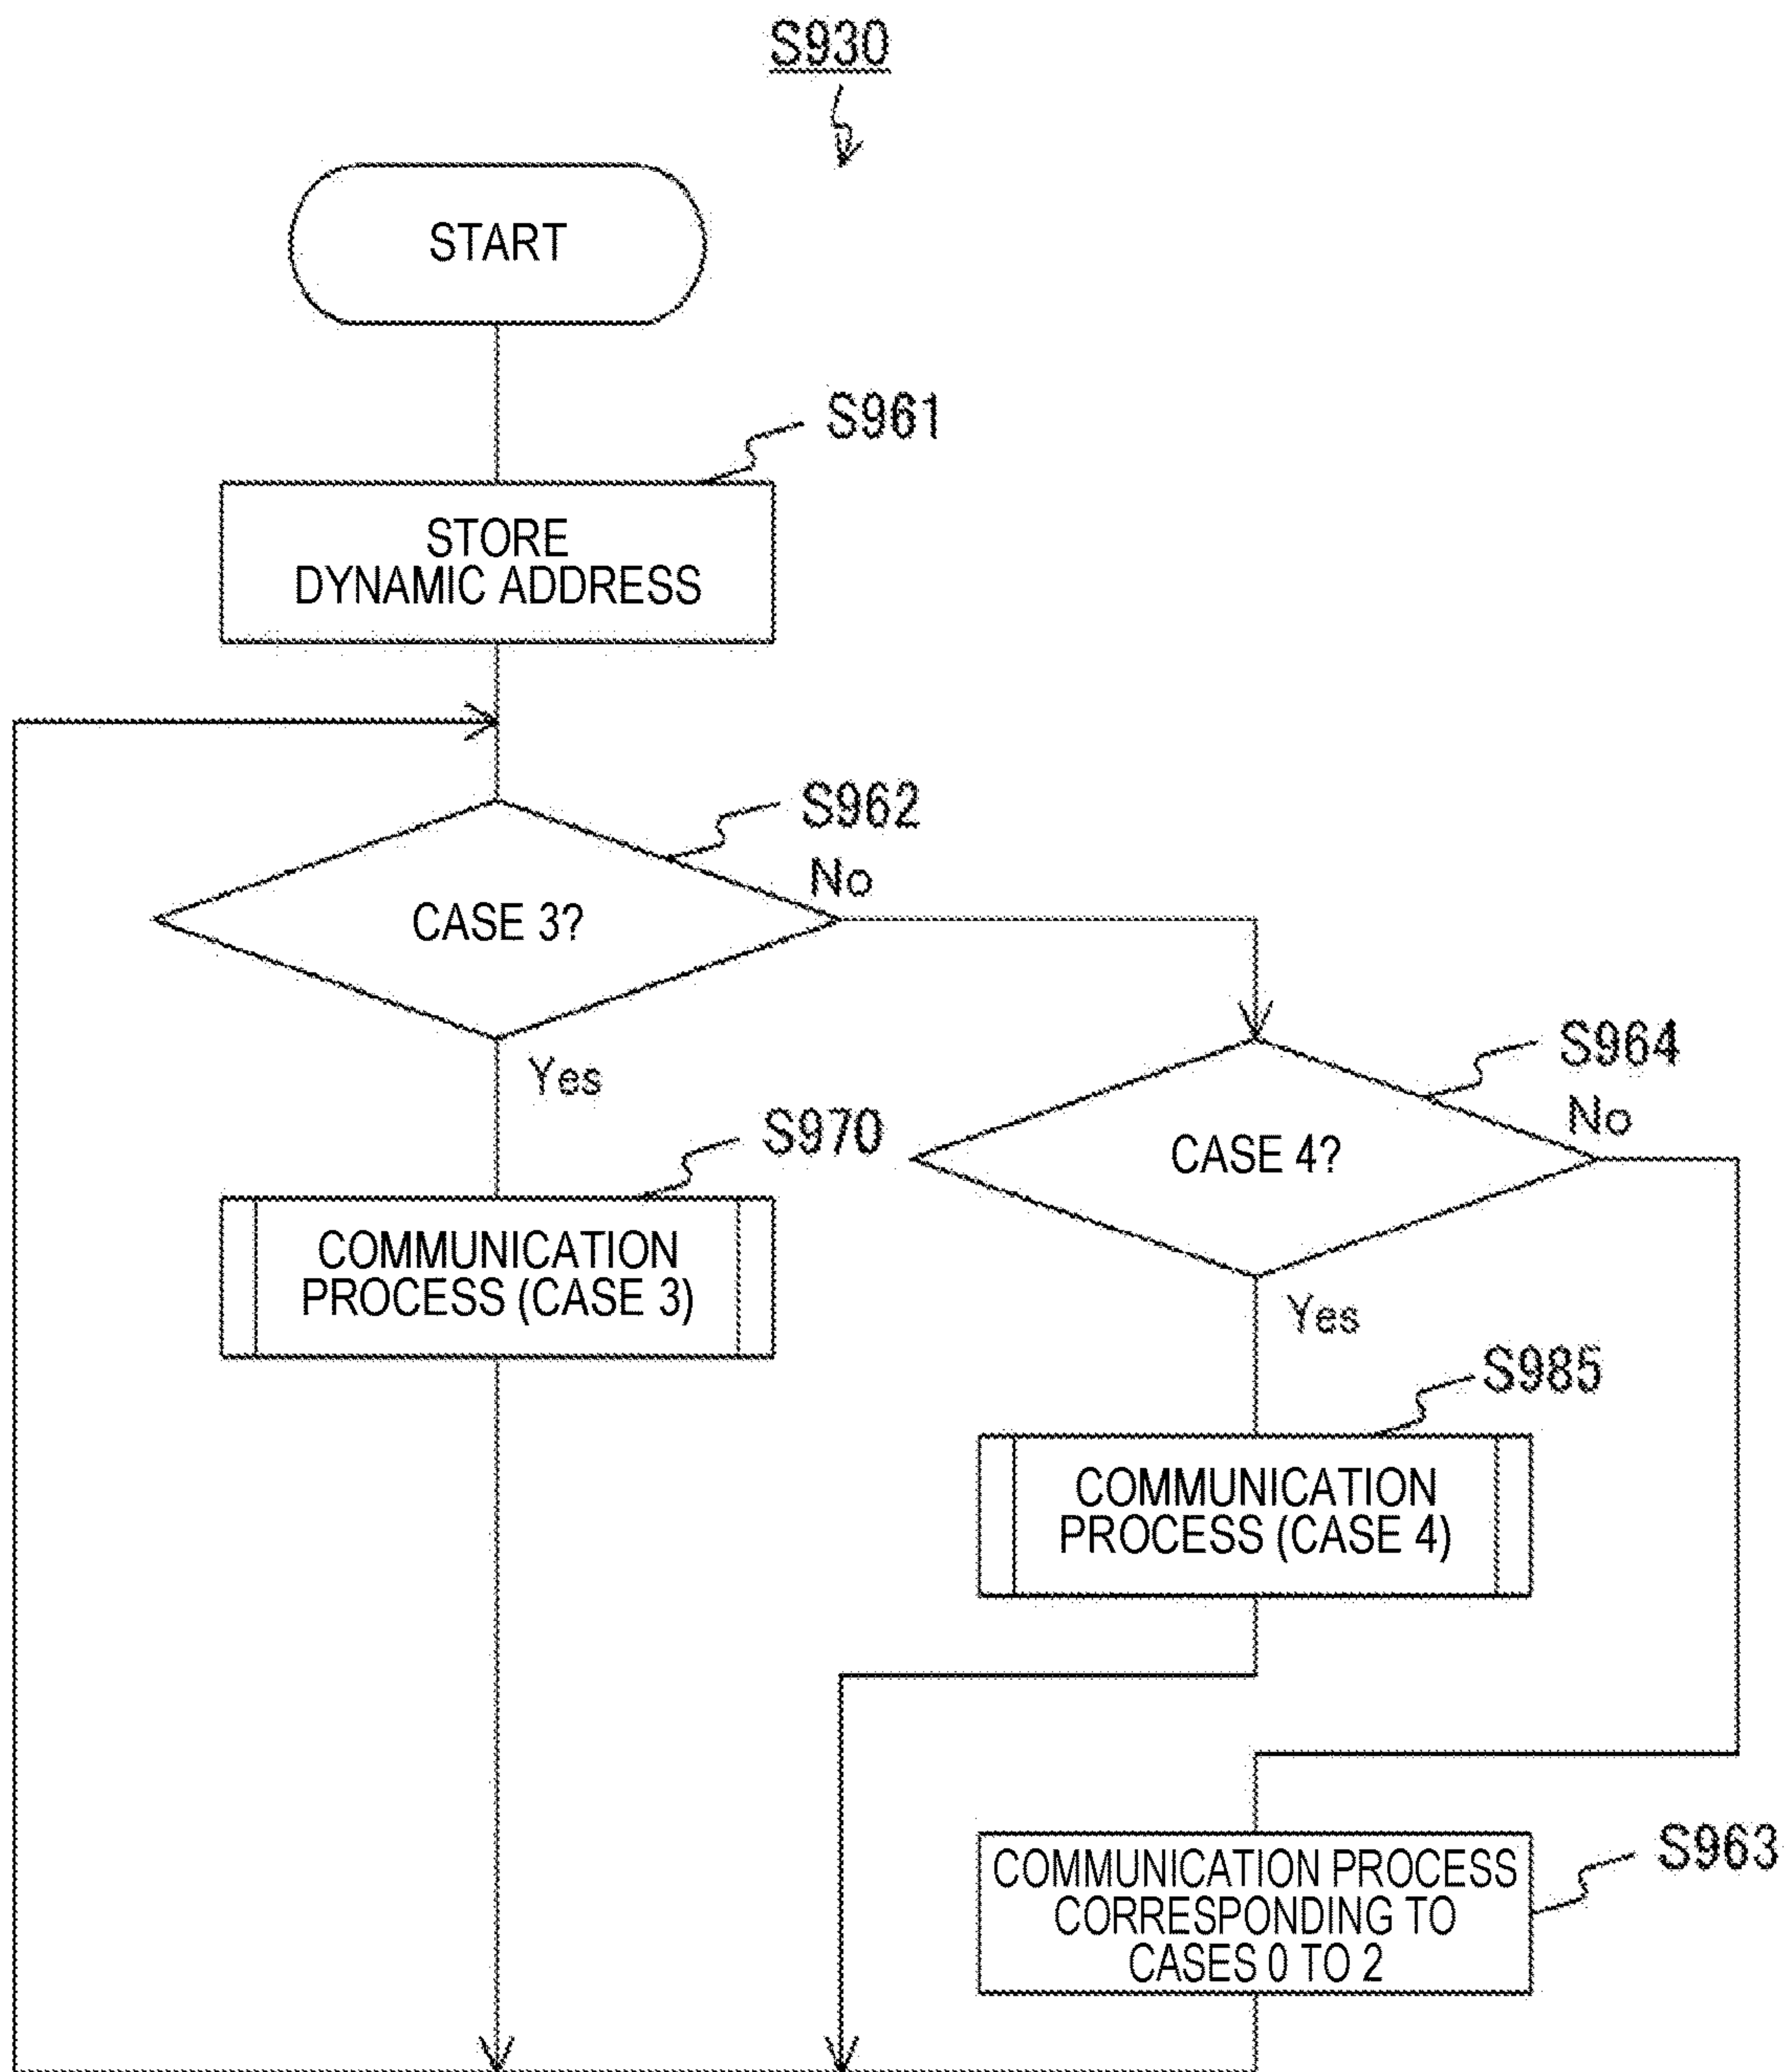 S930
START
S961
STORE
DYNAMIC ADDRESS
S962
No
CASE 3?
Yes
S964
No
CASE 4?
Yes
S970
COMMUNICATION
PROCESS (CASE 3)
S985
COMMUNICATION
PROCESS (CASE 4)
S963
COMMUNICATION PROCESS
CORRESPONDING TO
CASES 0 TO 2